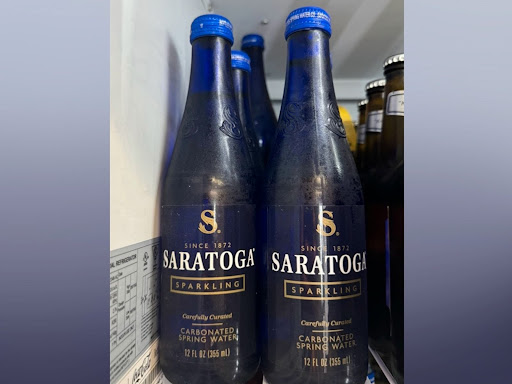 S®
SINCE 1872
SARATOGA®
SPARKLING
Carefully Curated
CARBONATED
SPRING WATER
12 FL OZ (355 mL)
S®
SINCE 1872
SARATOGA
SPARKLING
Carefully Curated
CARBONATED
SPRING WATER
12 FL OZ (355 mL)
REFRIGERATION